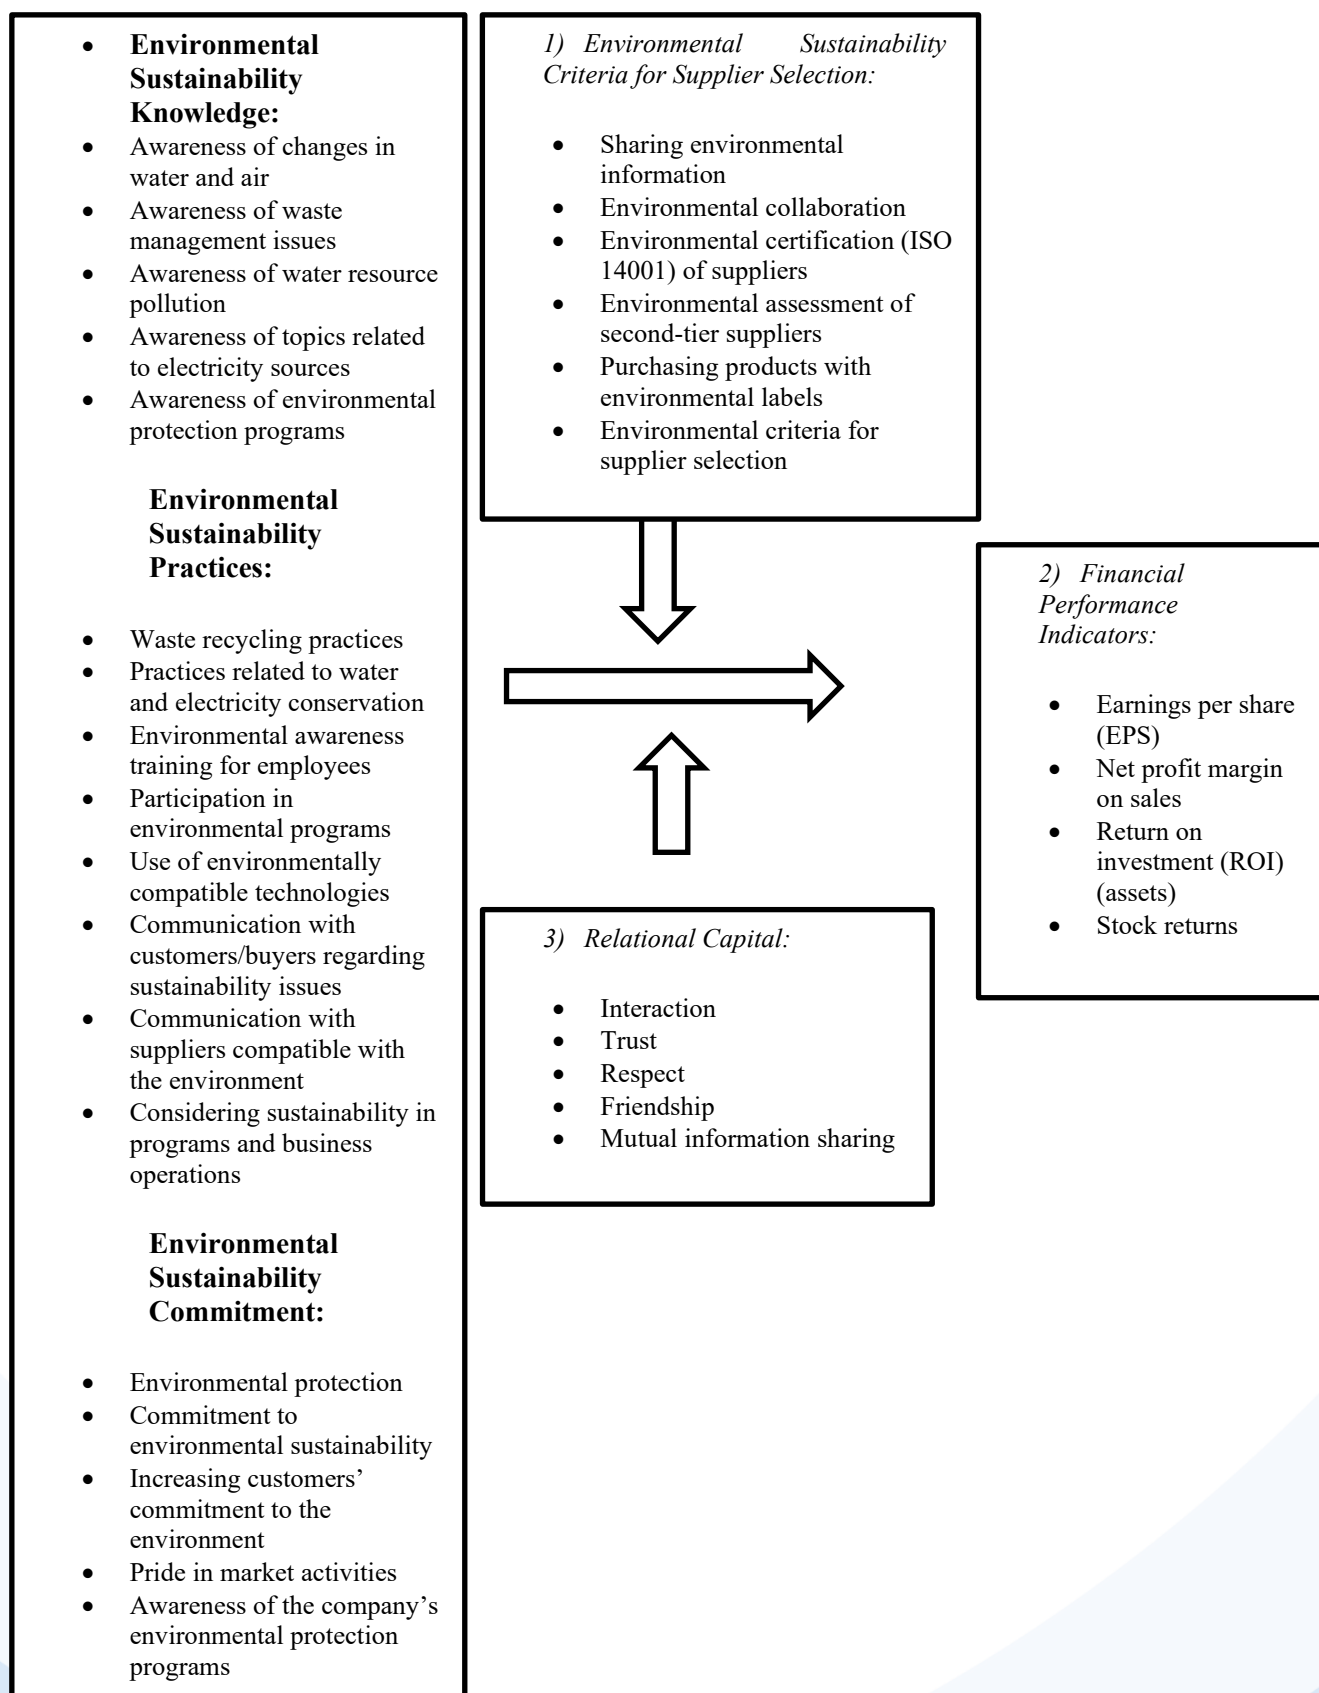 • Environmental
Sustainability
Knowledge:
• Awareness of changes in
water and air
• Awareness of waste
management issues
• Awareness of water resource
pollution
• Awareness of topics related
to electricity sources
• Awareness of environmental
protection programs
Environmental
Sustainability
Practices:
• Waste recycling practices
• Practices related to water
and electricity conservation
• Environmental awareness
training for employees
• Participation in
environmental programs
• Use of environmentally
compatible technologies
• Communication with
customers/buyers regarding
sustainability issues
• Communication with
suppliers compatible with
the environment
• Considering sustainability in
programs and business
operations
Environmental
Sustainability
Commitment:
• Environmental protection
• Commitment to
environmental sustainability
• Increasing customers’
commitment to the
environment
• Pride in market activities
• Awareness of the company’s
environmental protection
programs
1) Environmental Sustainability
Criteria for Supplier Selection:
• Sharing environmental
information
• Environmental collaboration
• Environmental certification (ISO
14001) of suppliers
• Environmental assessment of
second-tier suppliers
• Purchasing products with
environmental labels
• Environmental criteria for
supplier selection
2) Financial
Performance
Indicators:
• Earnings per share
(EPS)
• Net profit margin
on sales
• Return on
investment (ROI)
(assets)
• Stock returns
3) Relational Capital:
• Interaction
• Trust
• Respect
• Friendship
• Mutual information sharing